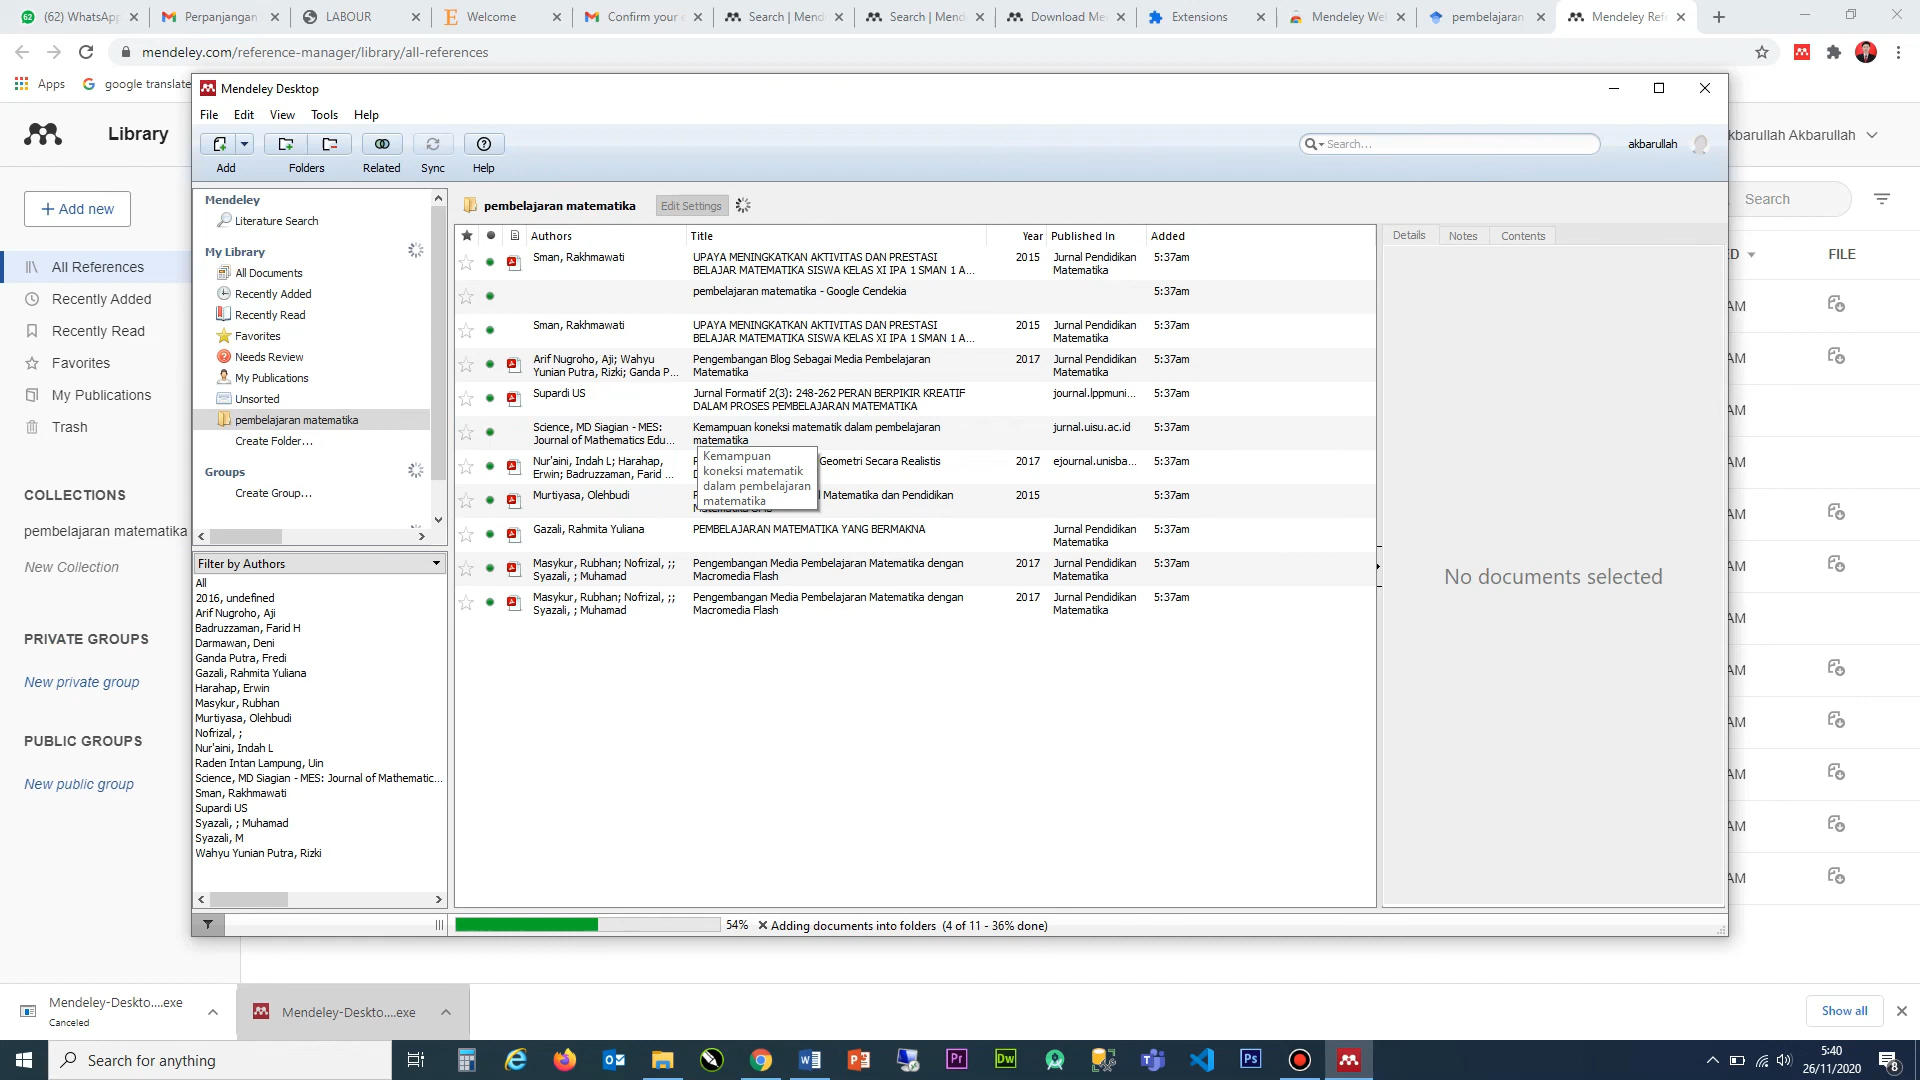 (62) WhatsApp
Perpanjangan
LABOUR
Welcome
Confirm your
Search | Mend
Search | Mend
Download Me
Extensions
Mendeley We
pembelajaran
Mendeley Ref
mendeley.com/reference-manager/library/all-references
Apps
google translate
Mendeley Desktop
File Edit View Tools Help
Add
Folders
Related
Sync
Help
Search...
akbarullah
Library
kbarullah Akbarullah
+ Add new
Search
All References
Recently Added
Recently Read
Favorites
My Publications
Trash
COLLECTIONS
pembelajaran matematika
New Collection
PRIVATE GROUPS
New private group
PUBLIC GROUPS
New public group
Mendeley
Literature Search
My Library
All Documents
Recently Added
Recently Read
Favorites
Needs Review
My Publications
Unsorted
pembelajaran matematika
Create Folder...
Groups
Create Group...
Filter by Authors
All
2016, undefined
Arif Nugroho, Aji
Badruzzaman, Farid H
Darmawan, Deni
Ganda Putra, Fredi
Gazali, Rahmita Yuliana
Harahap, Erwin
Masykur, Rubhan
Murtiyasa, Olehbudi
Nofrizal, ;
Nur'aini, Indah L
Raden Intan Lampung, Uin
Science, MD Siagian - MES: Journal of Mathematic...
Sman, Rakhmawati
Supardi US
Syazali, ; Muhamad
Syazali, M
Wahyu Yunian Putra, Rizki
pembelajaran matematika
Edit Settings
Authors Title Year Published In Added
Sman, Rakhmawati UPAYA MENINGKATKAN AKTIVITAS DAN PRESTASI 2015 Jurnal Pendidikan 5:37am
BELAJAR MATEMATIKA SISWA KELAS XI IPA 1 SMAN 1 A... Matematika
pembelajaran matematika - Google Cendekia 5:37am
Sman, Rakhmawati UPAYA MENINGKATKAN AKTIVITAS DAN PRESTASI 2015 Jurnal Pendidikan 5:37am
BELAJAR MATEMATIKA SISWA KELAS XI IPA 1 SMAN 1 A... Matematika
Arif Nugroho, Aji; Wahyu Pengembangan Blog Sebagai Media Pembelajaran 2017 Jurnal Pendidikan 5:37am
Yunian Putra, Rizki; Ganda P... Matematika Matematika
Supardi US Jurnal Formatif 2(3): 248-262 PERAN BERPIKIR KREATIF journal.lppmuni... 5:37am
DALAM PROSES PEMBELAJARAN MATEMATIKA
Science, MD Siagian - MES: Kemampuan koneksi matematik dalam pembelajaran jurnal.uisu.ac.id 5:37am
Journal of Mathematics Edu... matematika
Nur'aini, Indah L; Harahap, Geometri Secara Realistis 2017 ejournal.unisba... 5:37am
Erwin; Badruzzaman, Farid ...
Murtiyasa, Olehbudi Matematika dan Pendidikan 2015 5:37am
Gazali, Rahmita Yuliana PEMBELAJARAN MATEMATIKA YANG BERMAKNA Jurnal Pendidikan 5:37am
Matematika
Masykur, Rubhan; Nofrizal, ;; Pengembangan Media Pembelajaran Matematika dengan 2017 Jurnal Pendidikan 5:37am
Syazali, ; Muhamad Macromedia Flash Matematika
Masykur, Rubhan; Nofrizal, ;; Pengembangan Media Pembelajaran Matematika dengan 2017 Jurnal Pendidikan 5:37am
Syazali, ; Muhamad Macromedia Flash Matematika
Kemampuan
koneksi matematik
dalam pembelajaran
matematika
Details Notes Contents
No documents selected
D
FILE
AM
AM
AM
AM
AM
AM
AM
AM
AM
AM
AM
AM
54% Adding documents into folders (4 of 11 - 36% done)
Mendeley-Deskto....exe
Canceled
Mendeley-Deskto....exe
Show all
Search for anything
Pr
Dw
Ps
5:40
26/11/2020
8